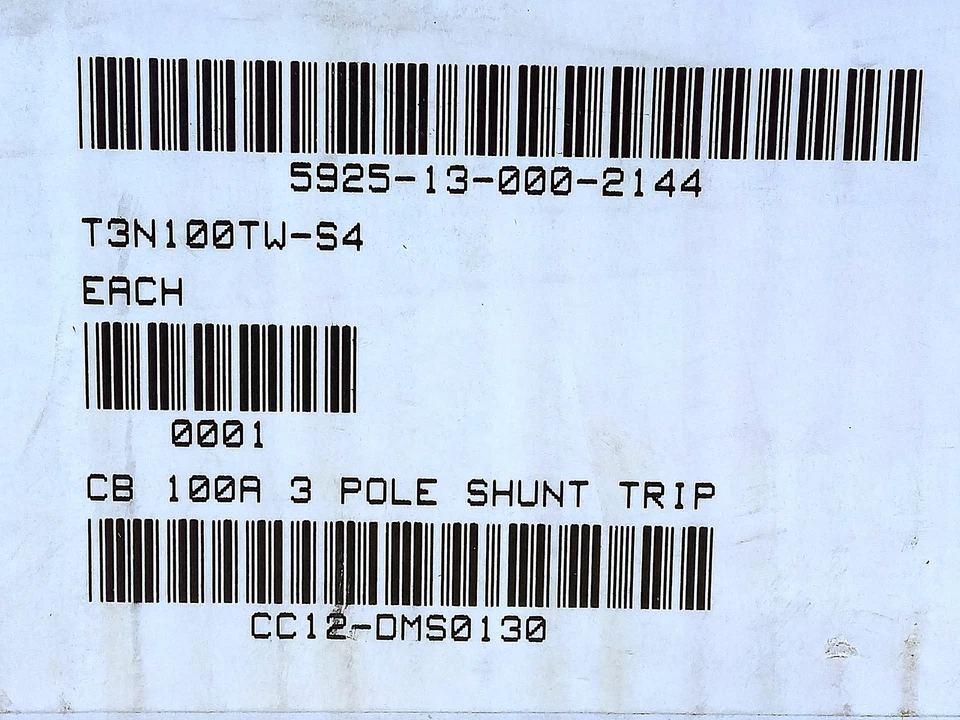 5925-13-000-2144
T3N100TW-S4
EACH
0001
CB 100A 3 POLE SHUNT TRIP
CC12-DMS0130